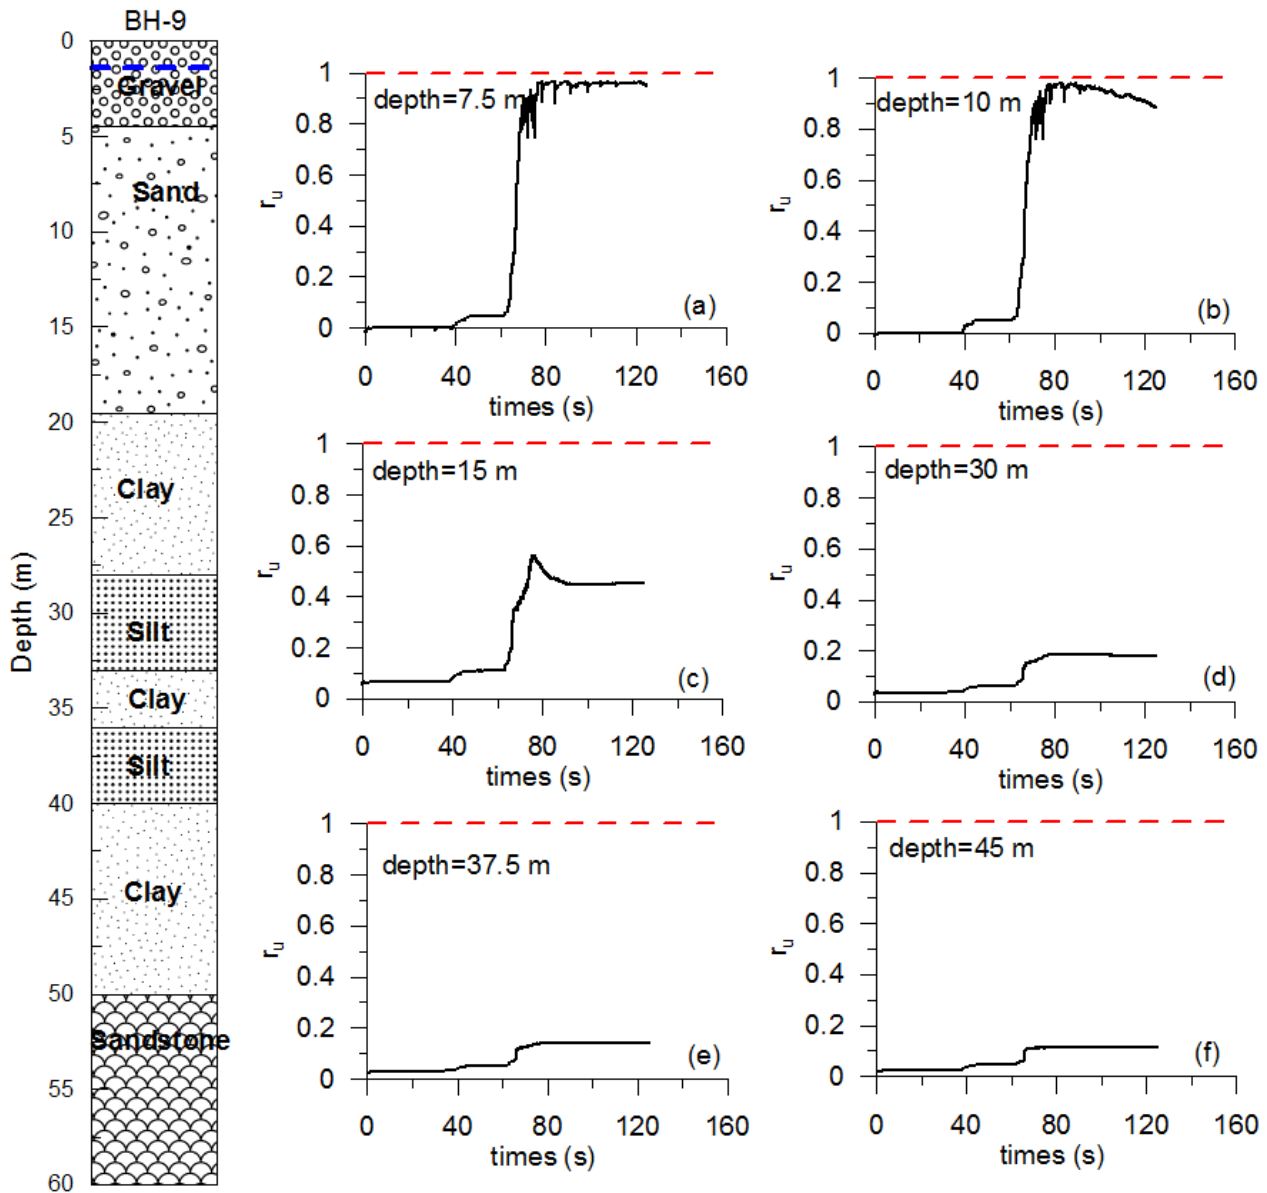 BH-9
Depth (m)
0
5
10
15
20
25
30
35
40
45
50
55
60
Gravel
Sand
Clay
Silt
Clay
Silt
Clay
Sandstone
depth=7.5 m
1
0.8
0.6
0.4
0.2
0
r_u
(a)
0 40 80 120 160
times (s)
depth=10 m
1
0.8
0.6
0.4
0.2
0
r_u
(b)
0 40 80 120 160
times (s)
depth=15 m
1
0.8
0.6
0.4
0.2
0
r_u
(c)
0 40 80 120 160
times (s)
depth=30 m
1
0.8
0.6
0.4
0.2
0
r_u
(d)
0 40 80 120 160
times (s)
depth=37.5 m
1
0.8
0.6
0.4
0.2
0
r_u
(e)
0 40 80 120 160
times (s)
depth=45 m
1
0.8
0.6
0.4
0.2
0
r_u
(f)
0 40 80 120 160
times (s)